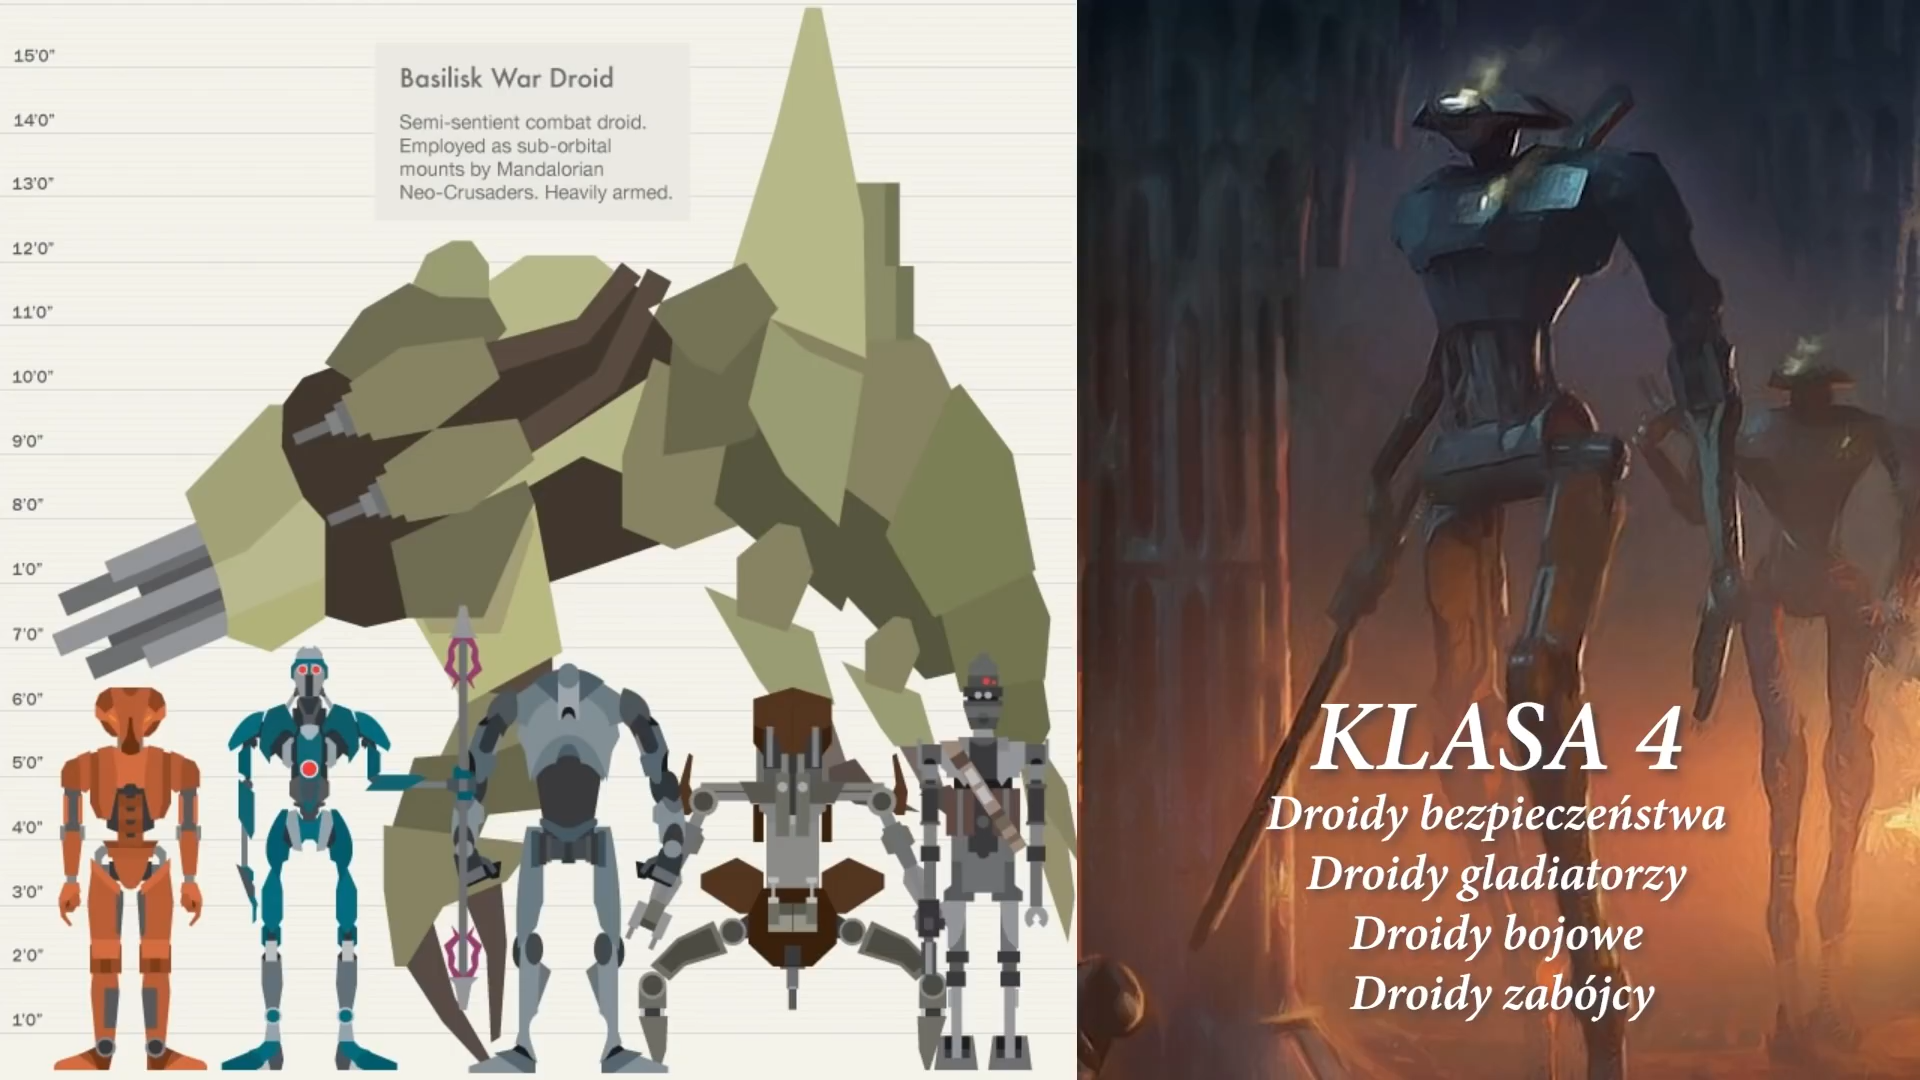 15'0"
14'0"
13'0"
12'0"
11'0"
10'0"
9'0"
8'0"
1'0"
7'0"
6'0"
5'0"
4'0"
3'0"
2'0"
1'0"
Basilisk War Droid
Semi-sentient combat droid.
Employed as sub-orbital
mounts by Mandalorian
Neo-Crusaders. Heavily armed.
KLASA 4
Droidy bezpieczeństwa
Droidy gladiatorzy
Droidy bojowe
Droidy zabójcy